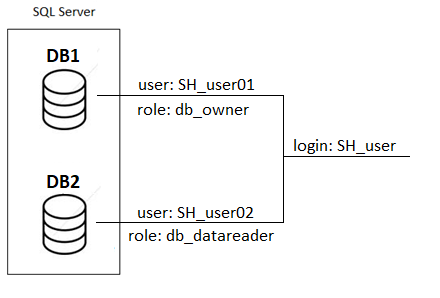 SQL Server
DB1
user: SH_user01
role: db_owner
login: SH_user
DB2
user: SH_user02
role: db_datareader